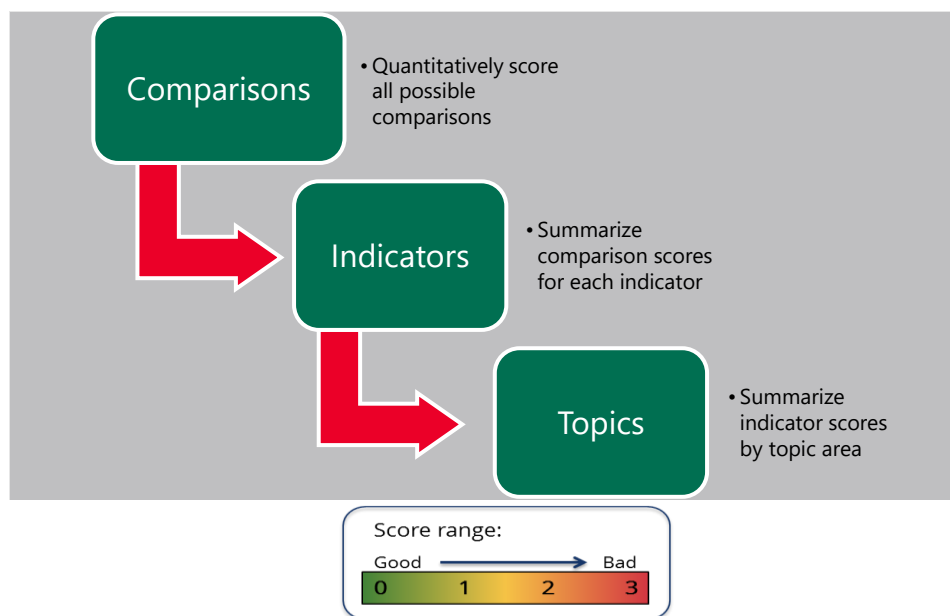 Comparisons
• Quantitatively score
all possible
comparisons
Indicators
• Summarize
comparison scores
for each indicator
Topics
• Summarize
indicator scores
by topic area
Score range:
Good Bad
0 1 2 3